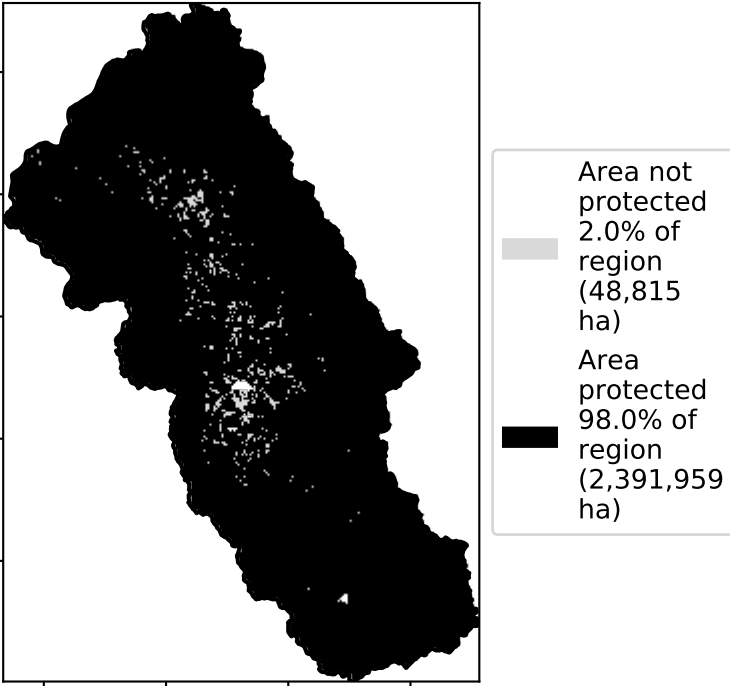 Area not
protected
2.0% of
region
(48,815
ha)
Area
protected
98.0% of
region
(2,391,959
ha)